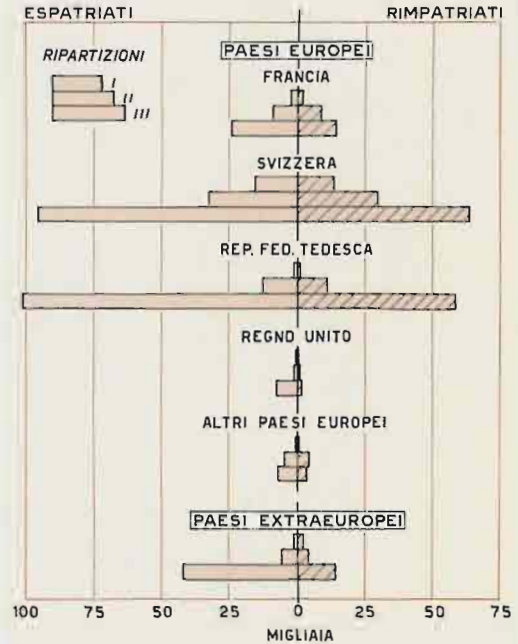 ESPATRIATI RIMPATRIATI
RIPARTIZIONI
I
II
III
PAESI EUROPEI
FRANCIA
SVIZZERA
REP. FED. TEDESCA
REGNO UNITO
ALTRI PAESI EUROPEI
PAESI EXTRAEUROPEI
100 75 50 25 0 25 50 75
MIGLIAIA